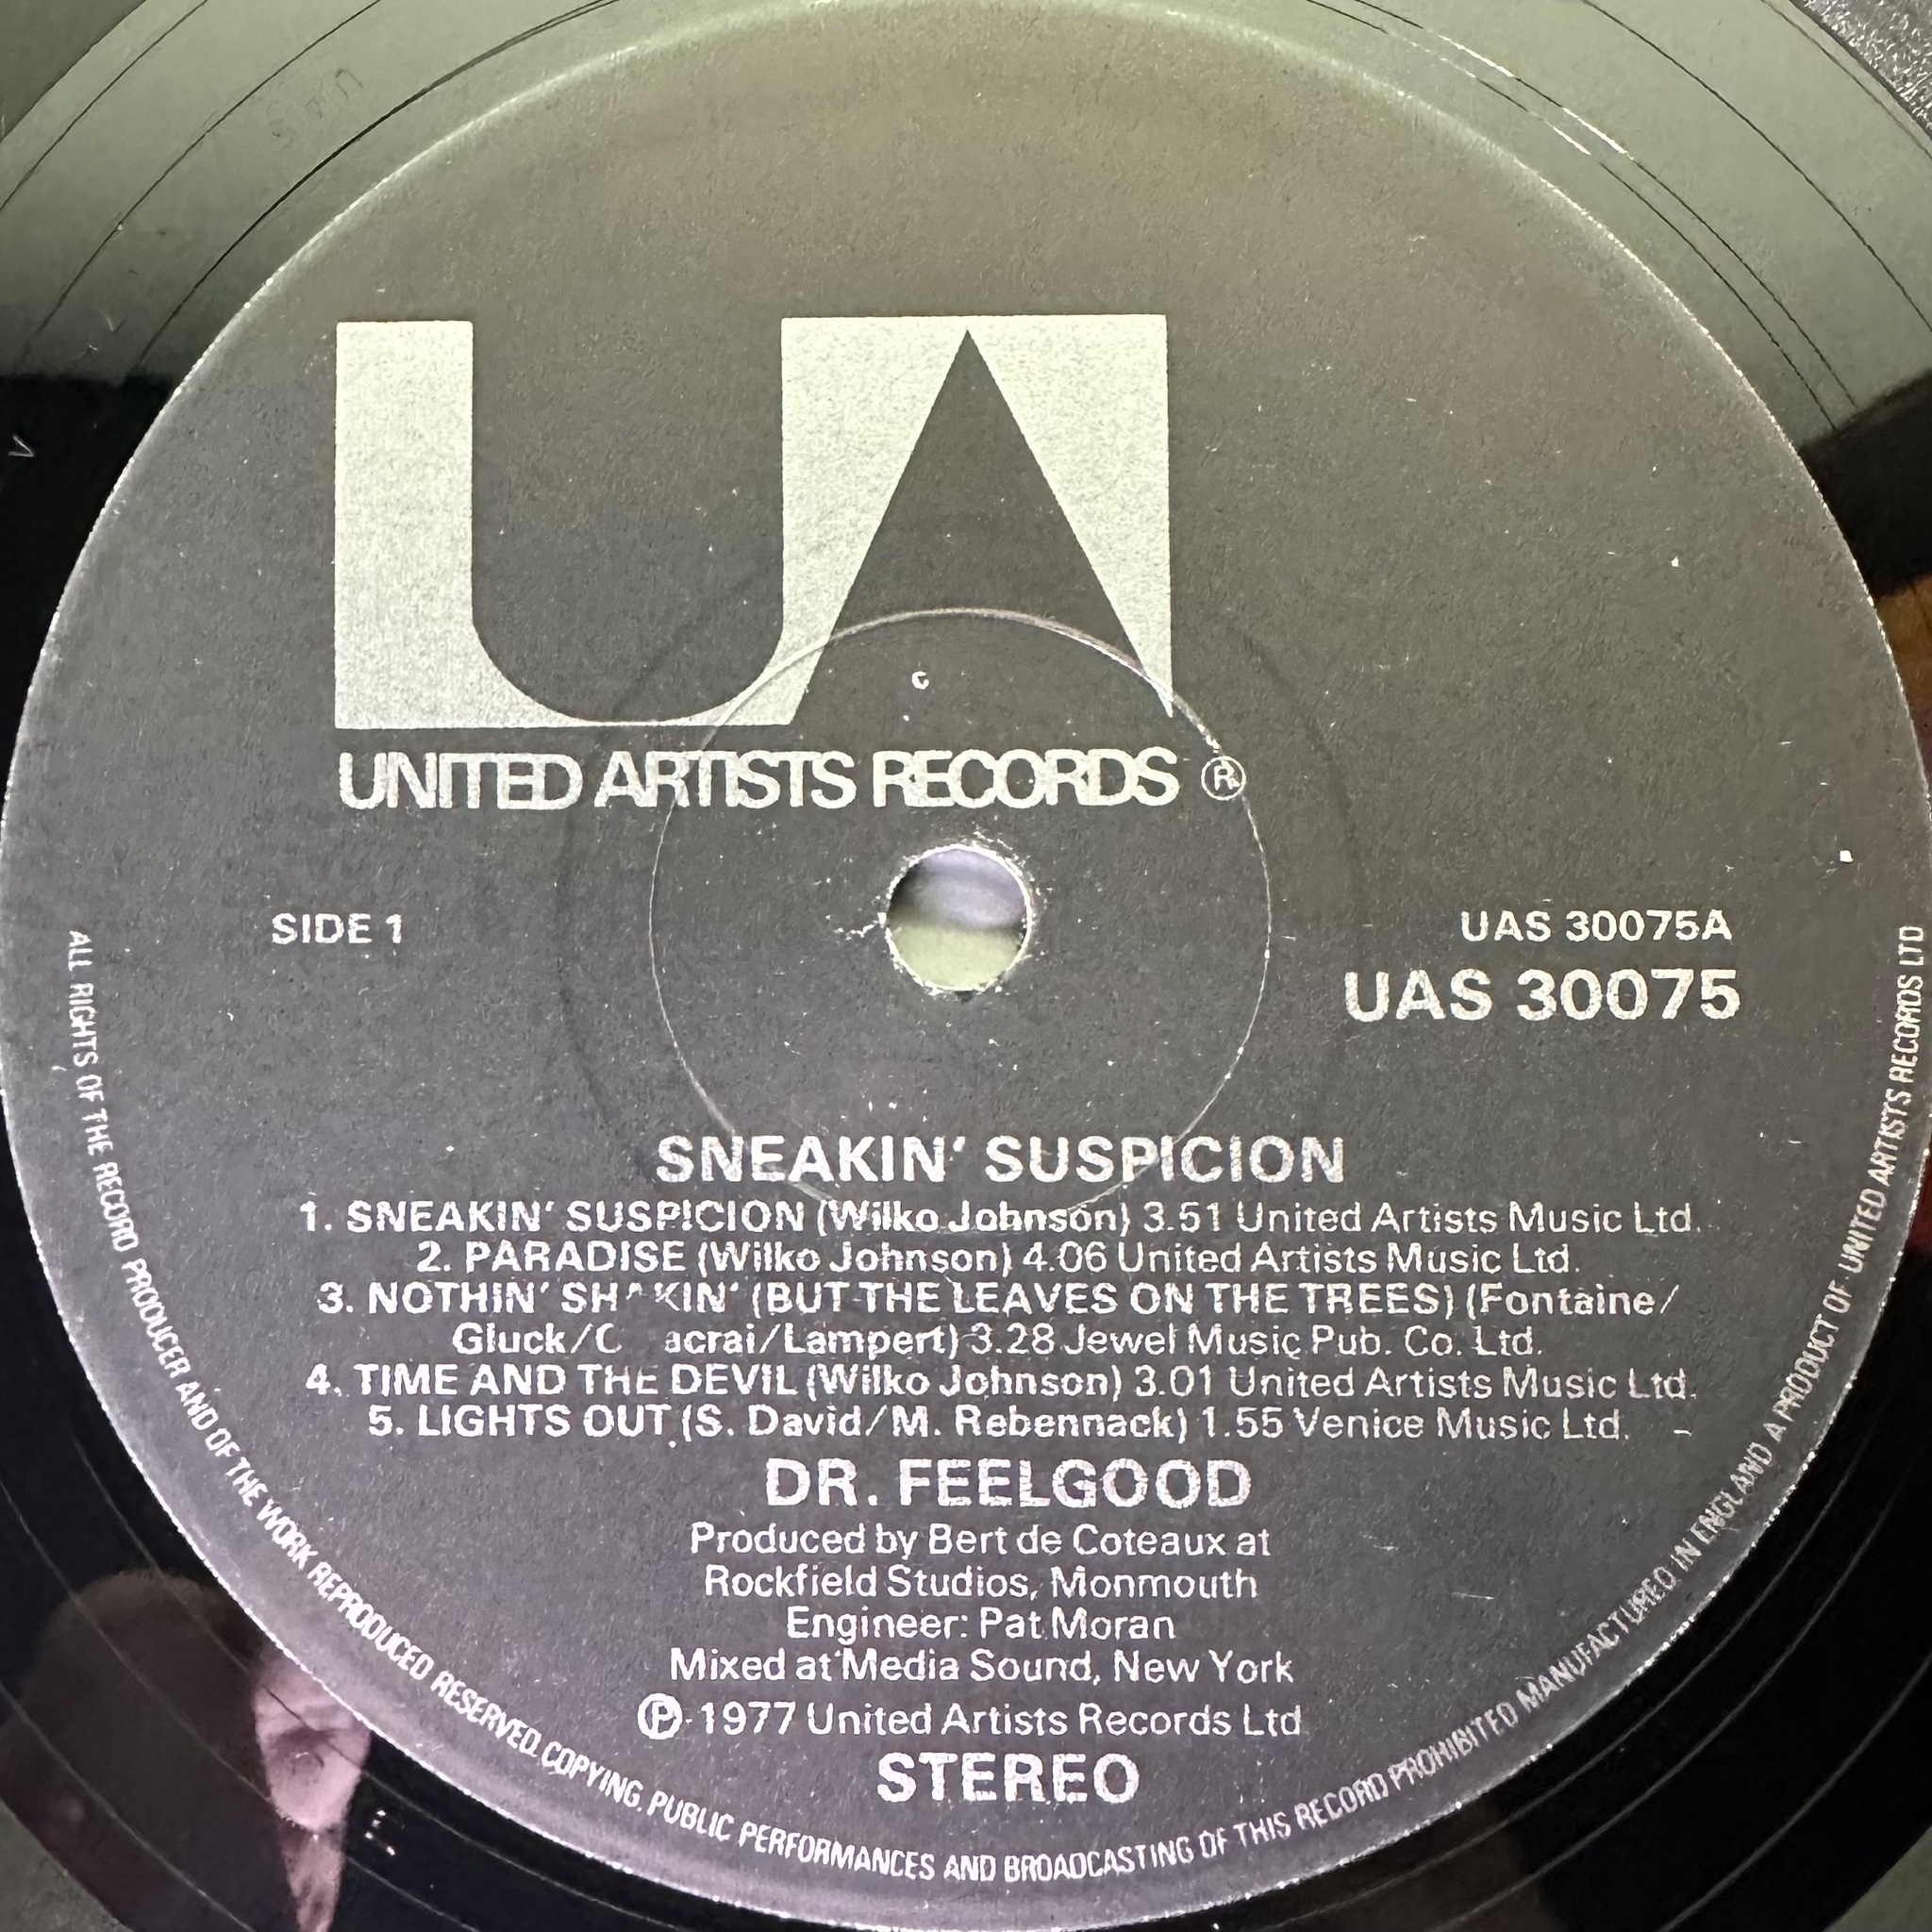 UA
UNITED ARTISTS RECORDS ®
SIDE 1
UAS 30075A
UAS 30075
SNEAKIN' SUSPICION
1. SNEAKIN' SUSPICION (Wilko Johnson) 3.51 United Artists Music Ltd.
2. PARADISE (Wilko Johnson) 4.06 United Artists Music Ltd.
3. NOTHIN' SHAKIN' (BUT THE LEAVES ON THE TREES) (Fontaine/
Gluck/ /Lampert) 3.28 Jewel Music Pub. Co. Ltd.
4. TIME AND THE DEVIL (Wilko Johnson) 3.01 United Artists Music Ltd.
5. LIGHTS OUT (S. David/M. Rebennack) 1.55 Venice Music Ltd.
DR. FEELGOOD
Produced by Bert de Coteaux at
Rockfield Studios, Monmouth
Engineer: Pat Moran
Mixed at Media Sound, New York
℗ 1977 United Artists Records Ltd
STEREO
ALL RIGHTS OF THE RECORD PRODUCER AND OF THE WORK REPRODUCED RESERVED. COPYING, PUBLIC PERFORMANCES AND BROADCASTING OF THIS RECORD PROHIBITED MANUFACTURED IN ENGLAND A PRODUCT OF UNITED ARTISTS RECORDS LTD